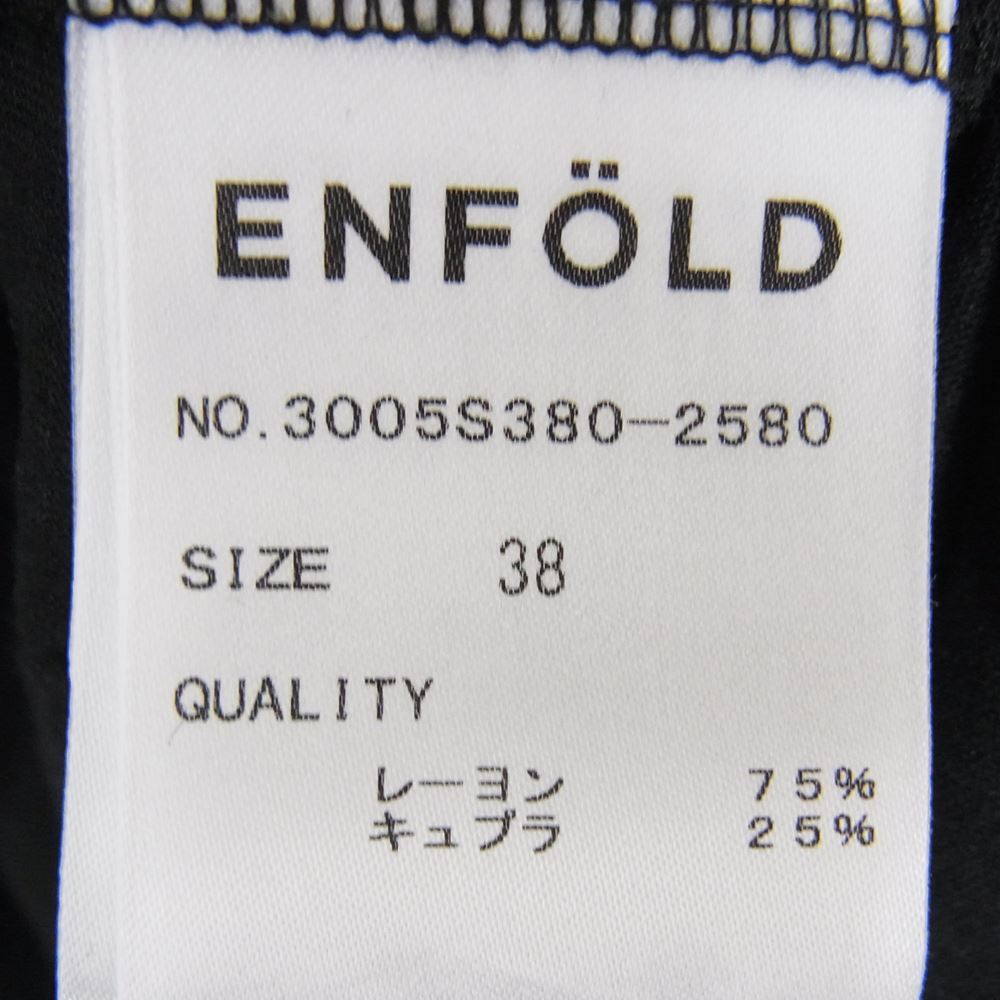 ENFÖLD
NO.3005S380-2580
SIZE 38
QUALITY
レーヨン 75%
キュプラ 25%